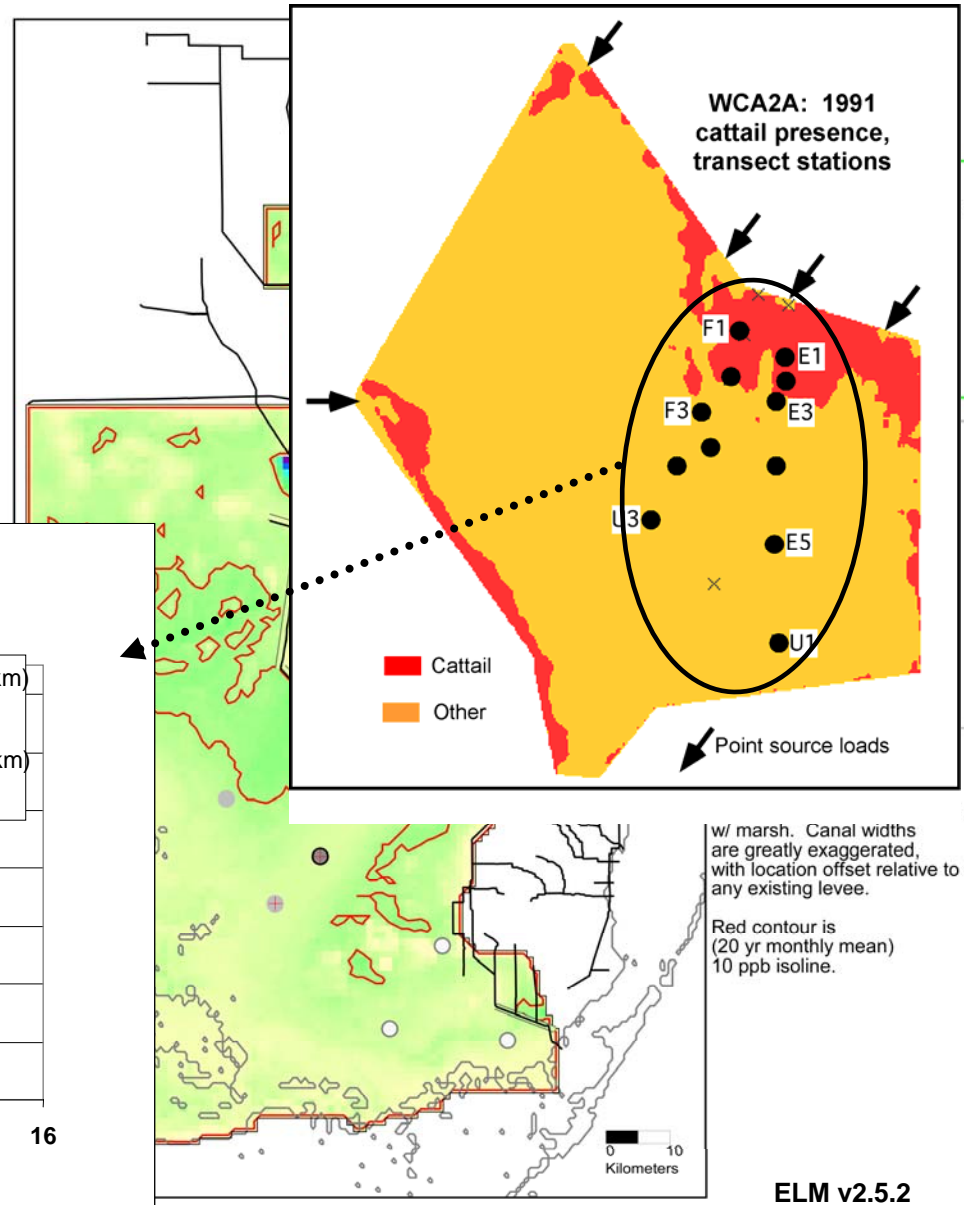 WCA2A: 1991
cattail presence,
transect stations
F1
E1
F3
E3
U3
E5
U1
Cattail
Other
Point source loads
km)
km)
16
w/ marsh. Canal widths
are greatly exaggerated,
with location offset relative to
any existing levee.
Red contour is
(20 yr monthly mean)
10 ppb isoline.
0 10
Kilometers
ELM v2.5.2